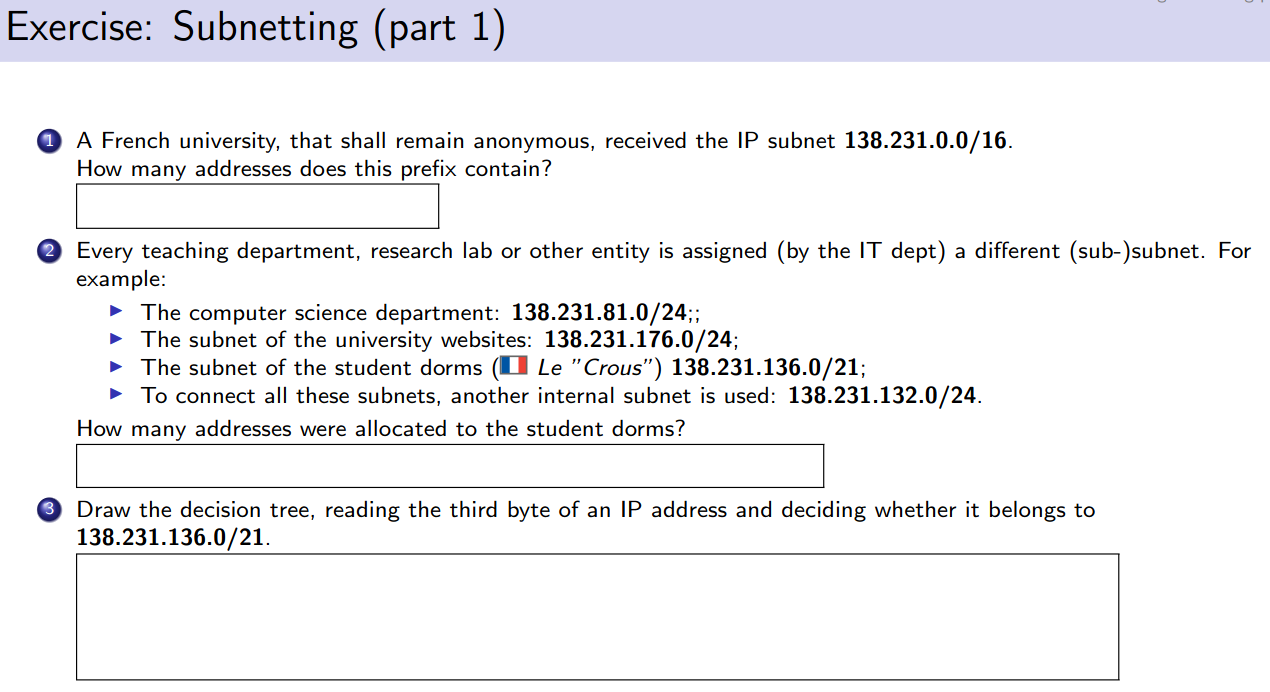 Exercise: Subnetting (part 1)
1 A French university, that shall remain anonymous, received the IP subnet 138.231.0.0/16.
How many addresses does this prefix contain?
2 Every teaching department, research lab or other entity is assigned (by the IT dept) a different (sub-)subnet. For
example:
▶ The computer science department: 138.231.81.0/24;;
▶ The subnet of the university websites: 138.231.176.0/24;
▶ The subnet of the student dorms (🇫🇷 Le "Crous") 138.231.136.0/21;
▶ To connect all these subnets, another internal subnet is used: 138.231.132.0/24.
How many addresses were allocated to the student dorms?
3 Draw the decision tree, reading the third byte of an IP address and deciding whether it belongs to
138.231.136.0/21.